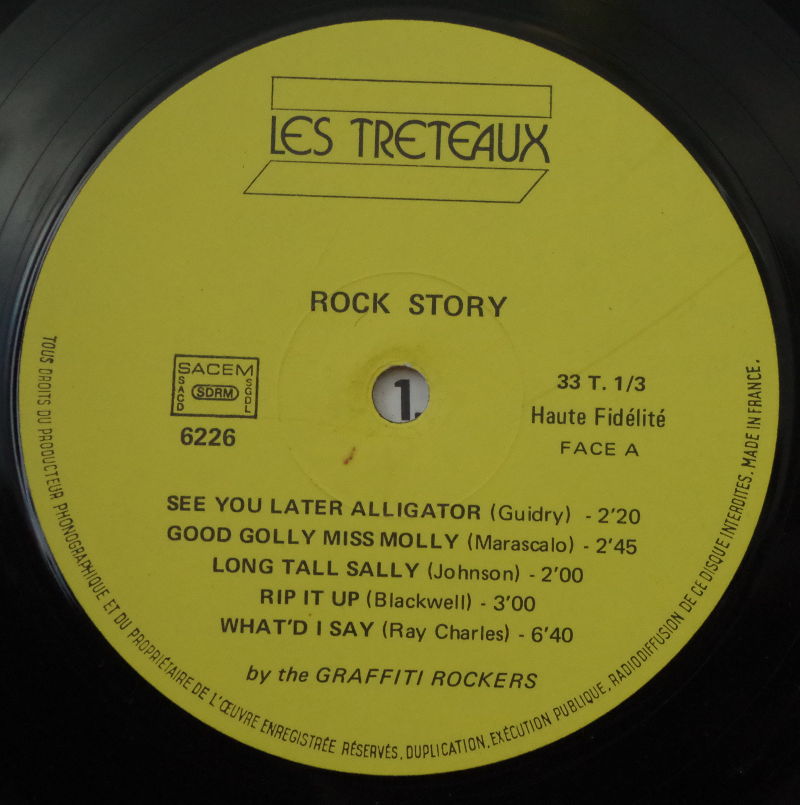 LES TRETEAUX
ROCK STORY
SACEM
SACD
SDRM
SGDL
6226
1.
33 T. 1/3
Haute Fidélité
FACE A
SEE YOU LATER ALLIGATOR (Guidry) - 2'20
GOOD GOLLY MISS MOLLY (Marascalo) - 2'45
LONG TALL SALLY (Johnson) - 2'00
RIP IT UP (Blackwell) - 3'00
WHAT'D I SAY (Ray Charles) - 6'40
by the GRAFFITI ROCKERS
TOUS DROITS DU PRODUCTEUR PHONOGRAPHIQUE ET DU PROPRIÉTAIRE DE L'ŒUVRE ENREGISTRÉE RÉSERVÉS, DUPLICATION, EXÉCUTION PUBLIQUE, RADIODIFFUSION DE CE DISQUE INTERDITES. MADE IN FRANCE.